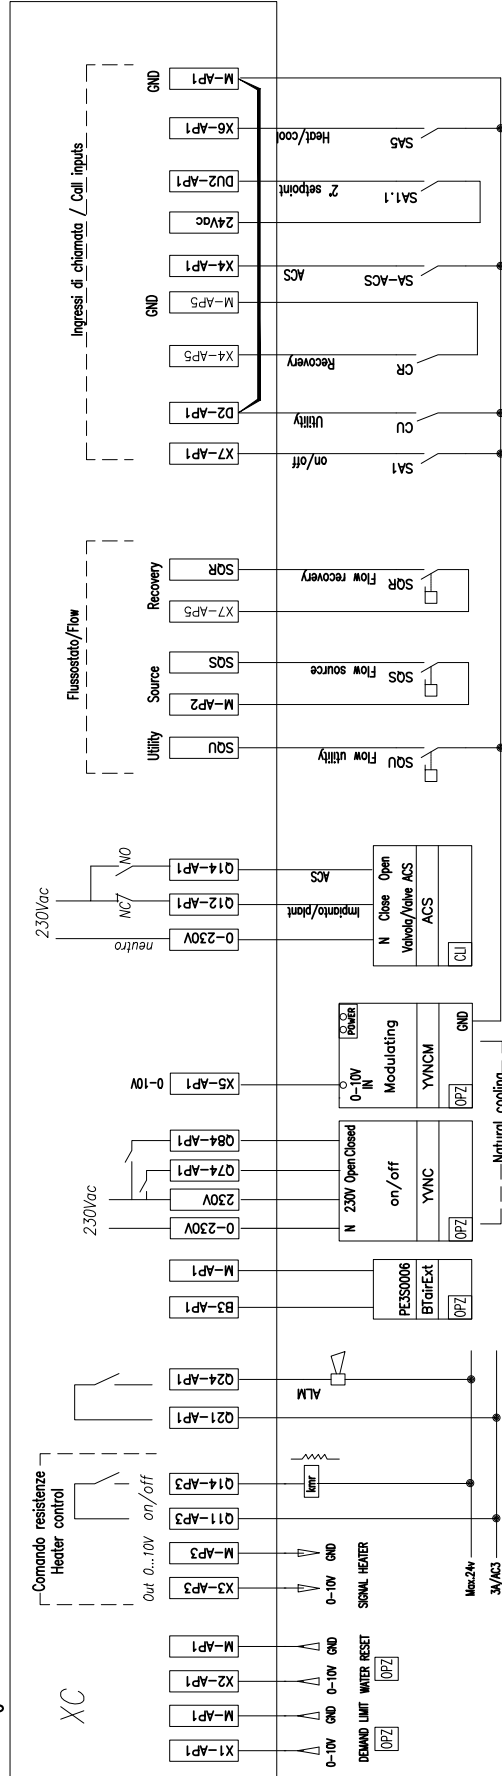 XC
GND
M-AP1
X6-AP1
Heat/cool
SA5
Ingressi di chiamata / Call inputs
DU2-AP1
2° setpoint
SA1.1
24Vac
X4-AP1
ACS
SA-ACS
GND
M-AP5
X4-AP5
Recovery
CR
D2-AP1
Utility
CU
X7-AP1
on/off
SA1
Flussostato/Flow
Recovery
SQR
Flow recovery
SQR
X7-AP5
Source
SQS
Flow source
SQS
M-AP2
Utility
SQU
Flow utility
SQU
230Vac
NO
NC
neutro
Q14-AP1
ACS
Q12-AP1
Impianto/plant
0-230V
N Close Open
Valvola/Valve ACS
ACS
CLI
0-10V
X5-AP1
POWER
0-10V
IN
Modulating
YVNCM
GND
OPZ
Natural cooling
230Vac
Q84-AP1
Q74-AP1
230V
0-230V
N 230V Open Closed
on/off
YVNC
OPZ
M-AP1
B3-AP1
PE3S0006
BTairExt
OPZ
Q24-AP1
ALM
Q21-AP1
Comando resistenze
Heater control
on/off
Out 0...10V
Q14-AP3
kmr
Q11-AP3
M-AP3
X3-AP3
0-10V GND
SIGNAL HEATER
Max.24v
3A/AC3
M-AP1
X2-AP1
0-10V GND
WATER RESET
OPZ
M-AP1
X1-AP1
0-10V GND
DEMAND LIMIT
OPZ